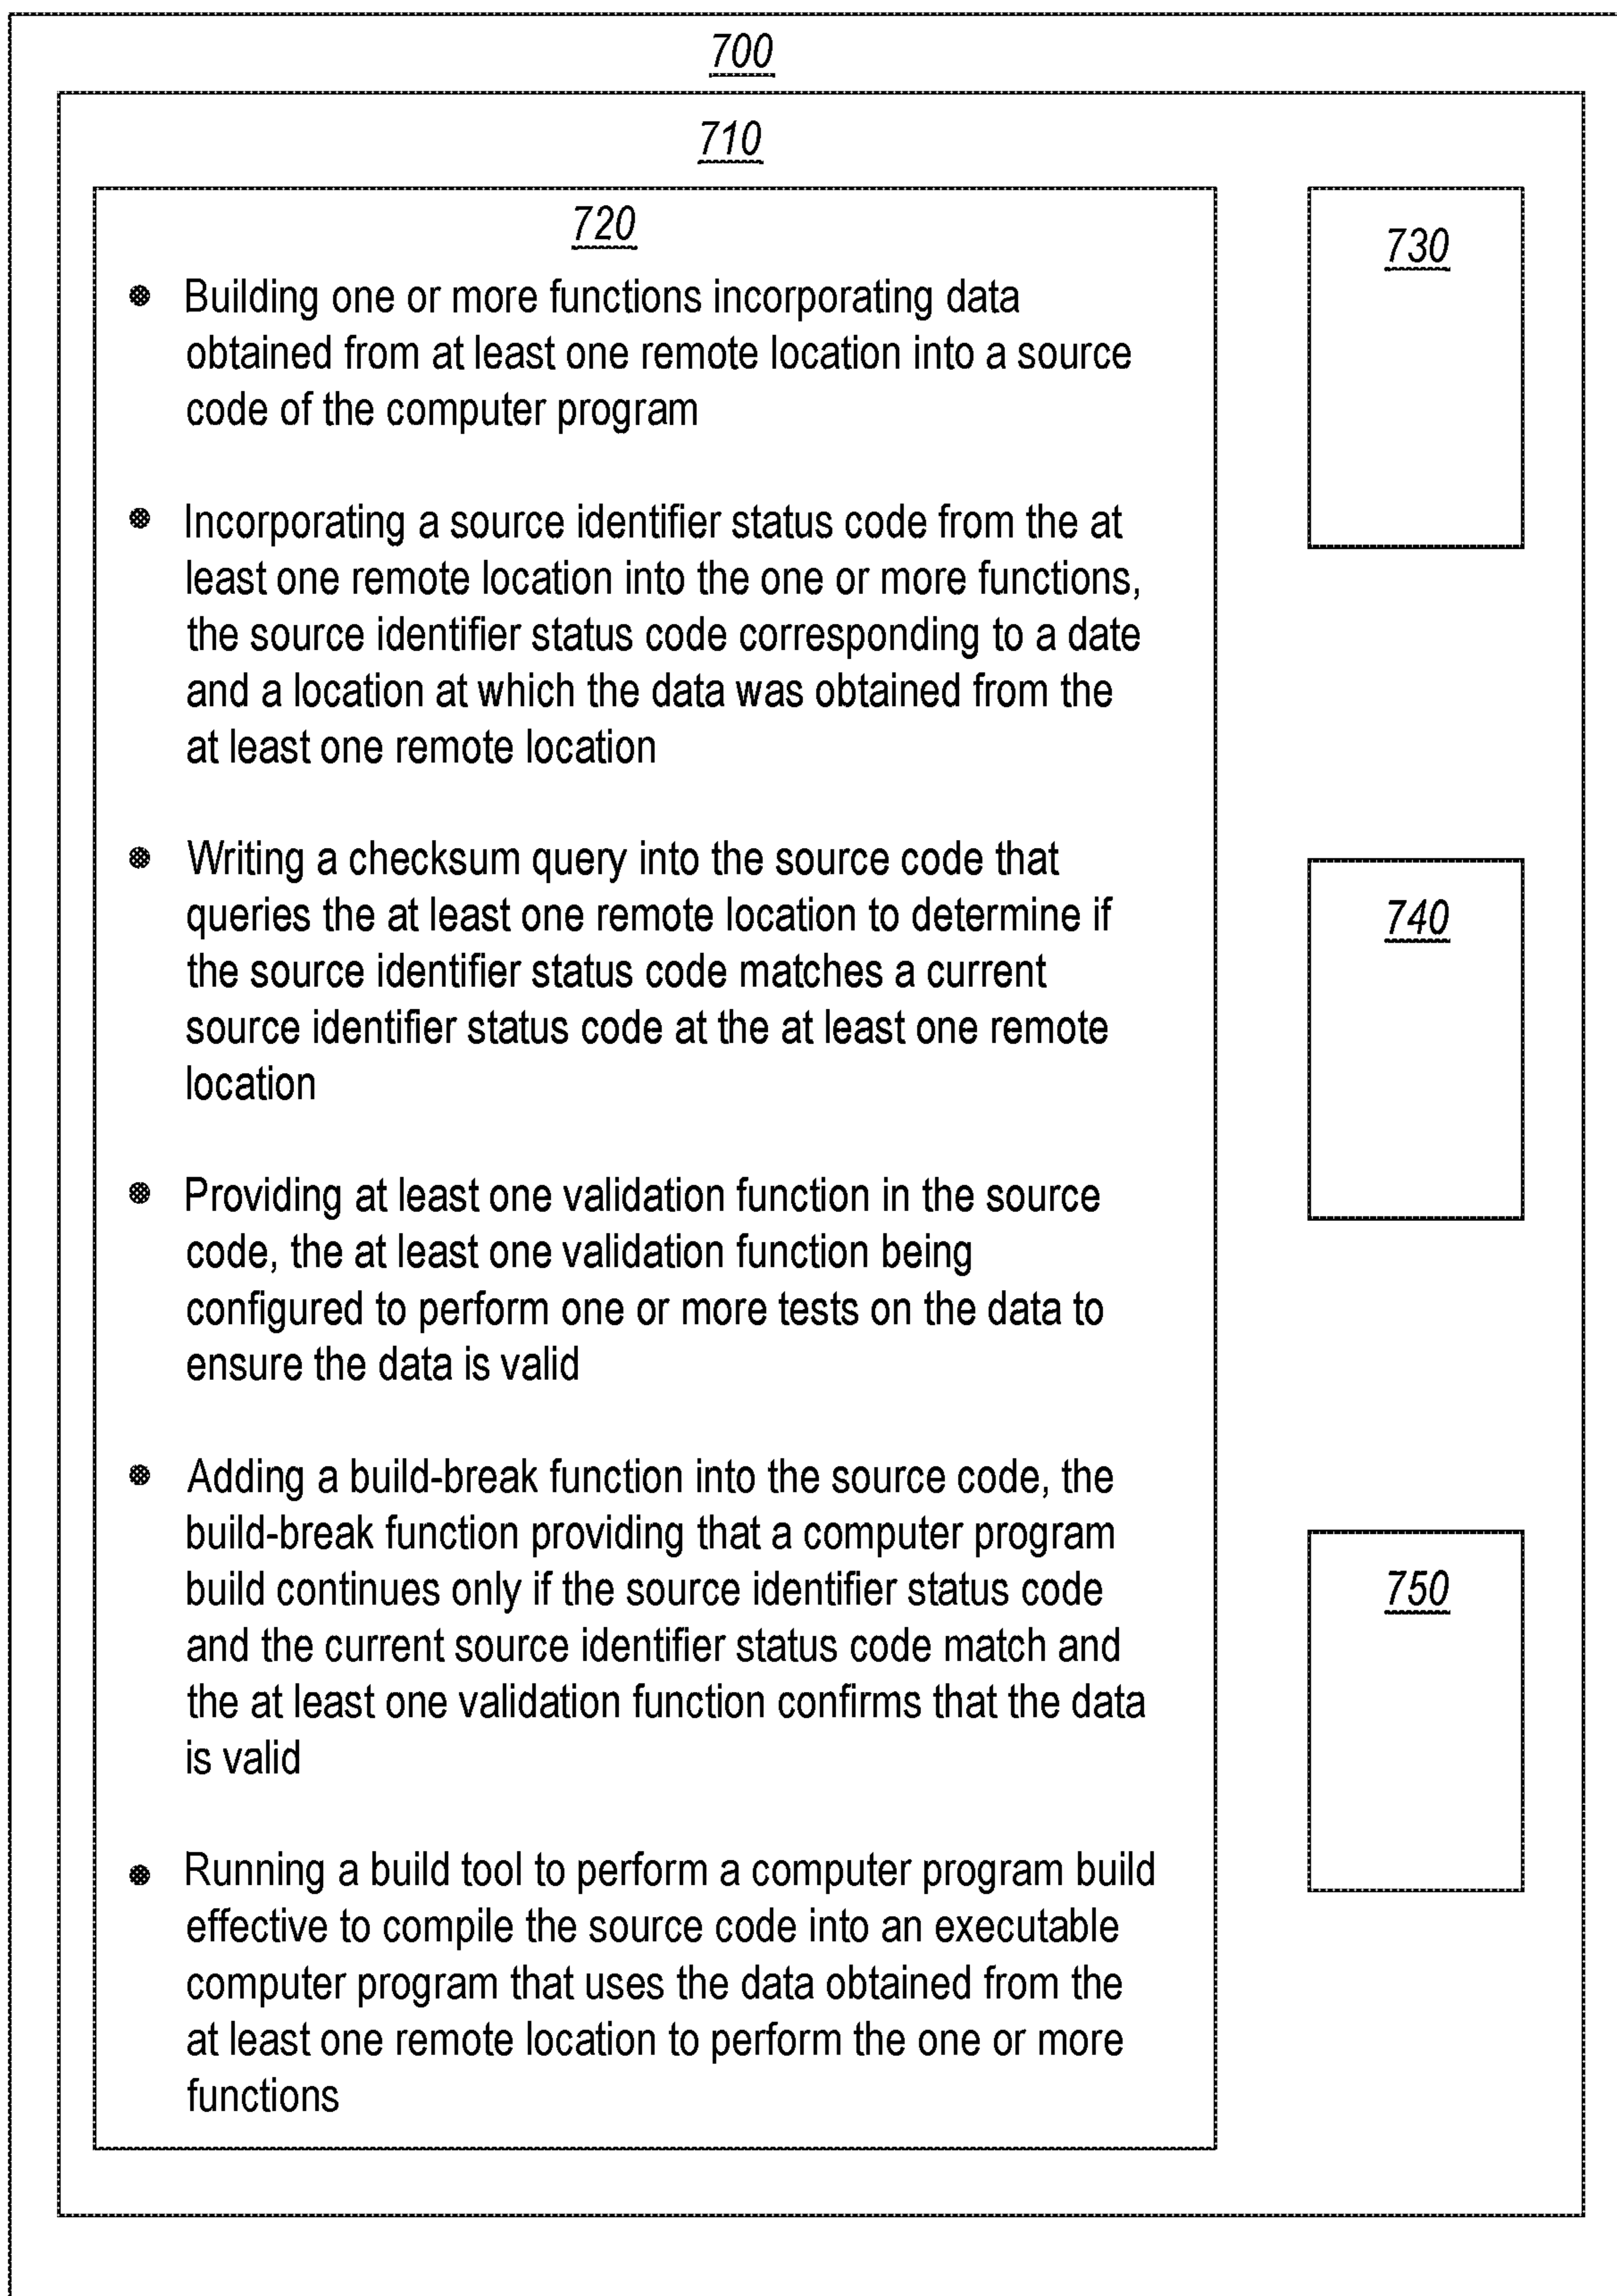 700
710
720
730
Building one or more functions incorporating data
obtained from at least one remote location into a source
code of the computer program
Incorporating a source identifier status code from the at
least one remote location into the one or more functions,
the source identifier status code corresponding to a date
and a location at which the data was obtained from the
at least one remote location
Writing a checksum query into the source code that
queries the at least one remote location to determine if
the source identifier status code matches a current
source identifier status code at the at least one remote
location
740
Providing at least one validation function in the source
code, the at least one validation function being
configured to perform one or more tests on the data to
ensure the data is valid
Adding a build-break function into the source code, the
build-break function providing that a computer program
build continues only if the source identifier status code
and the current source identifier status code match and
the at least one validation function confirms that the data
is valid
750
Running a build tool to perform a computer program build
effective to compile the source code into an executable
computer program that uses the data obtained from the
at least one remote location to perform the one or more
functions